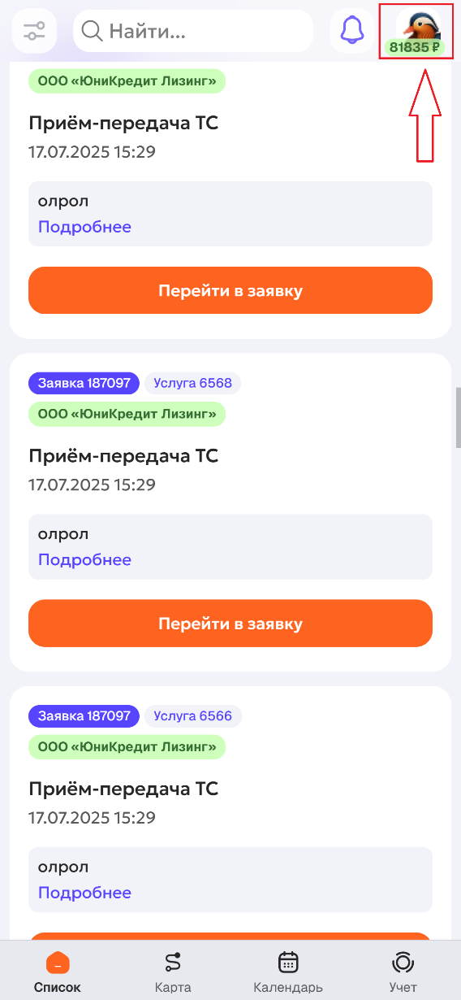 Найти...
81835 ₽
ООО «ЮниКредит Лизинг»
Приём-передача ТС
17.07.2025 15:29
олрол
Подробнее
Перейти в заявку
Заявка 187097 Услуга 6568
ООО «ЮниКредит Лизинг»
Приём-передача ТС
17.07.2025 15:29
олрол
Подробнее
Перейти в заявку
Заявка 187097 Услуга 6566
ООО «ЮниКредит Лизинг»
Приём-передача ТС
17.07.2025 15:29
олрол
Подробнее
Список Карта Календарь Учет